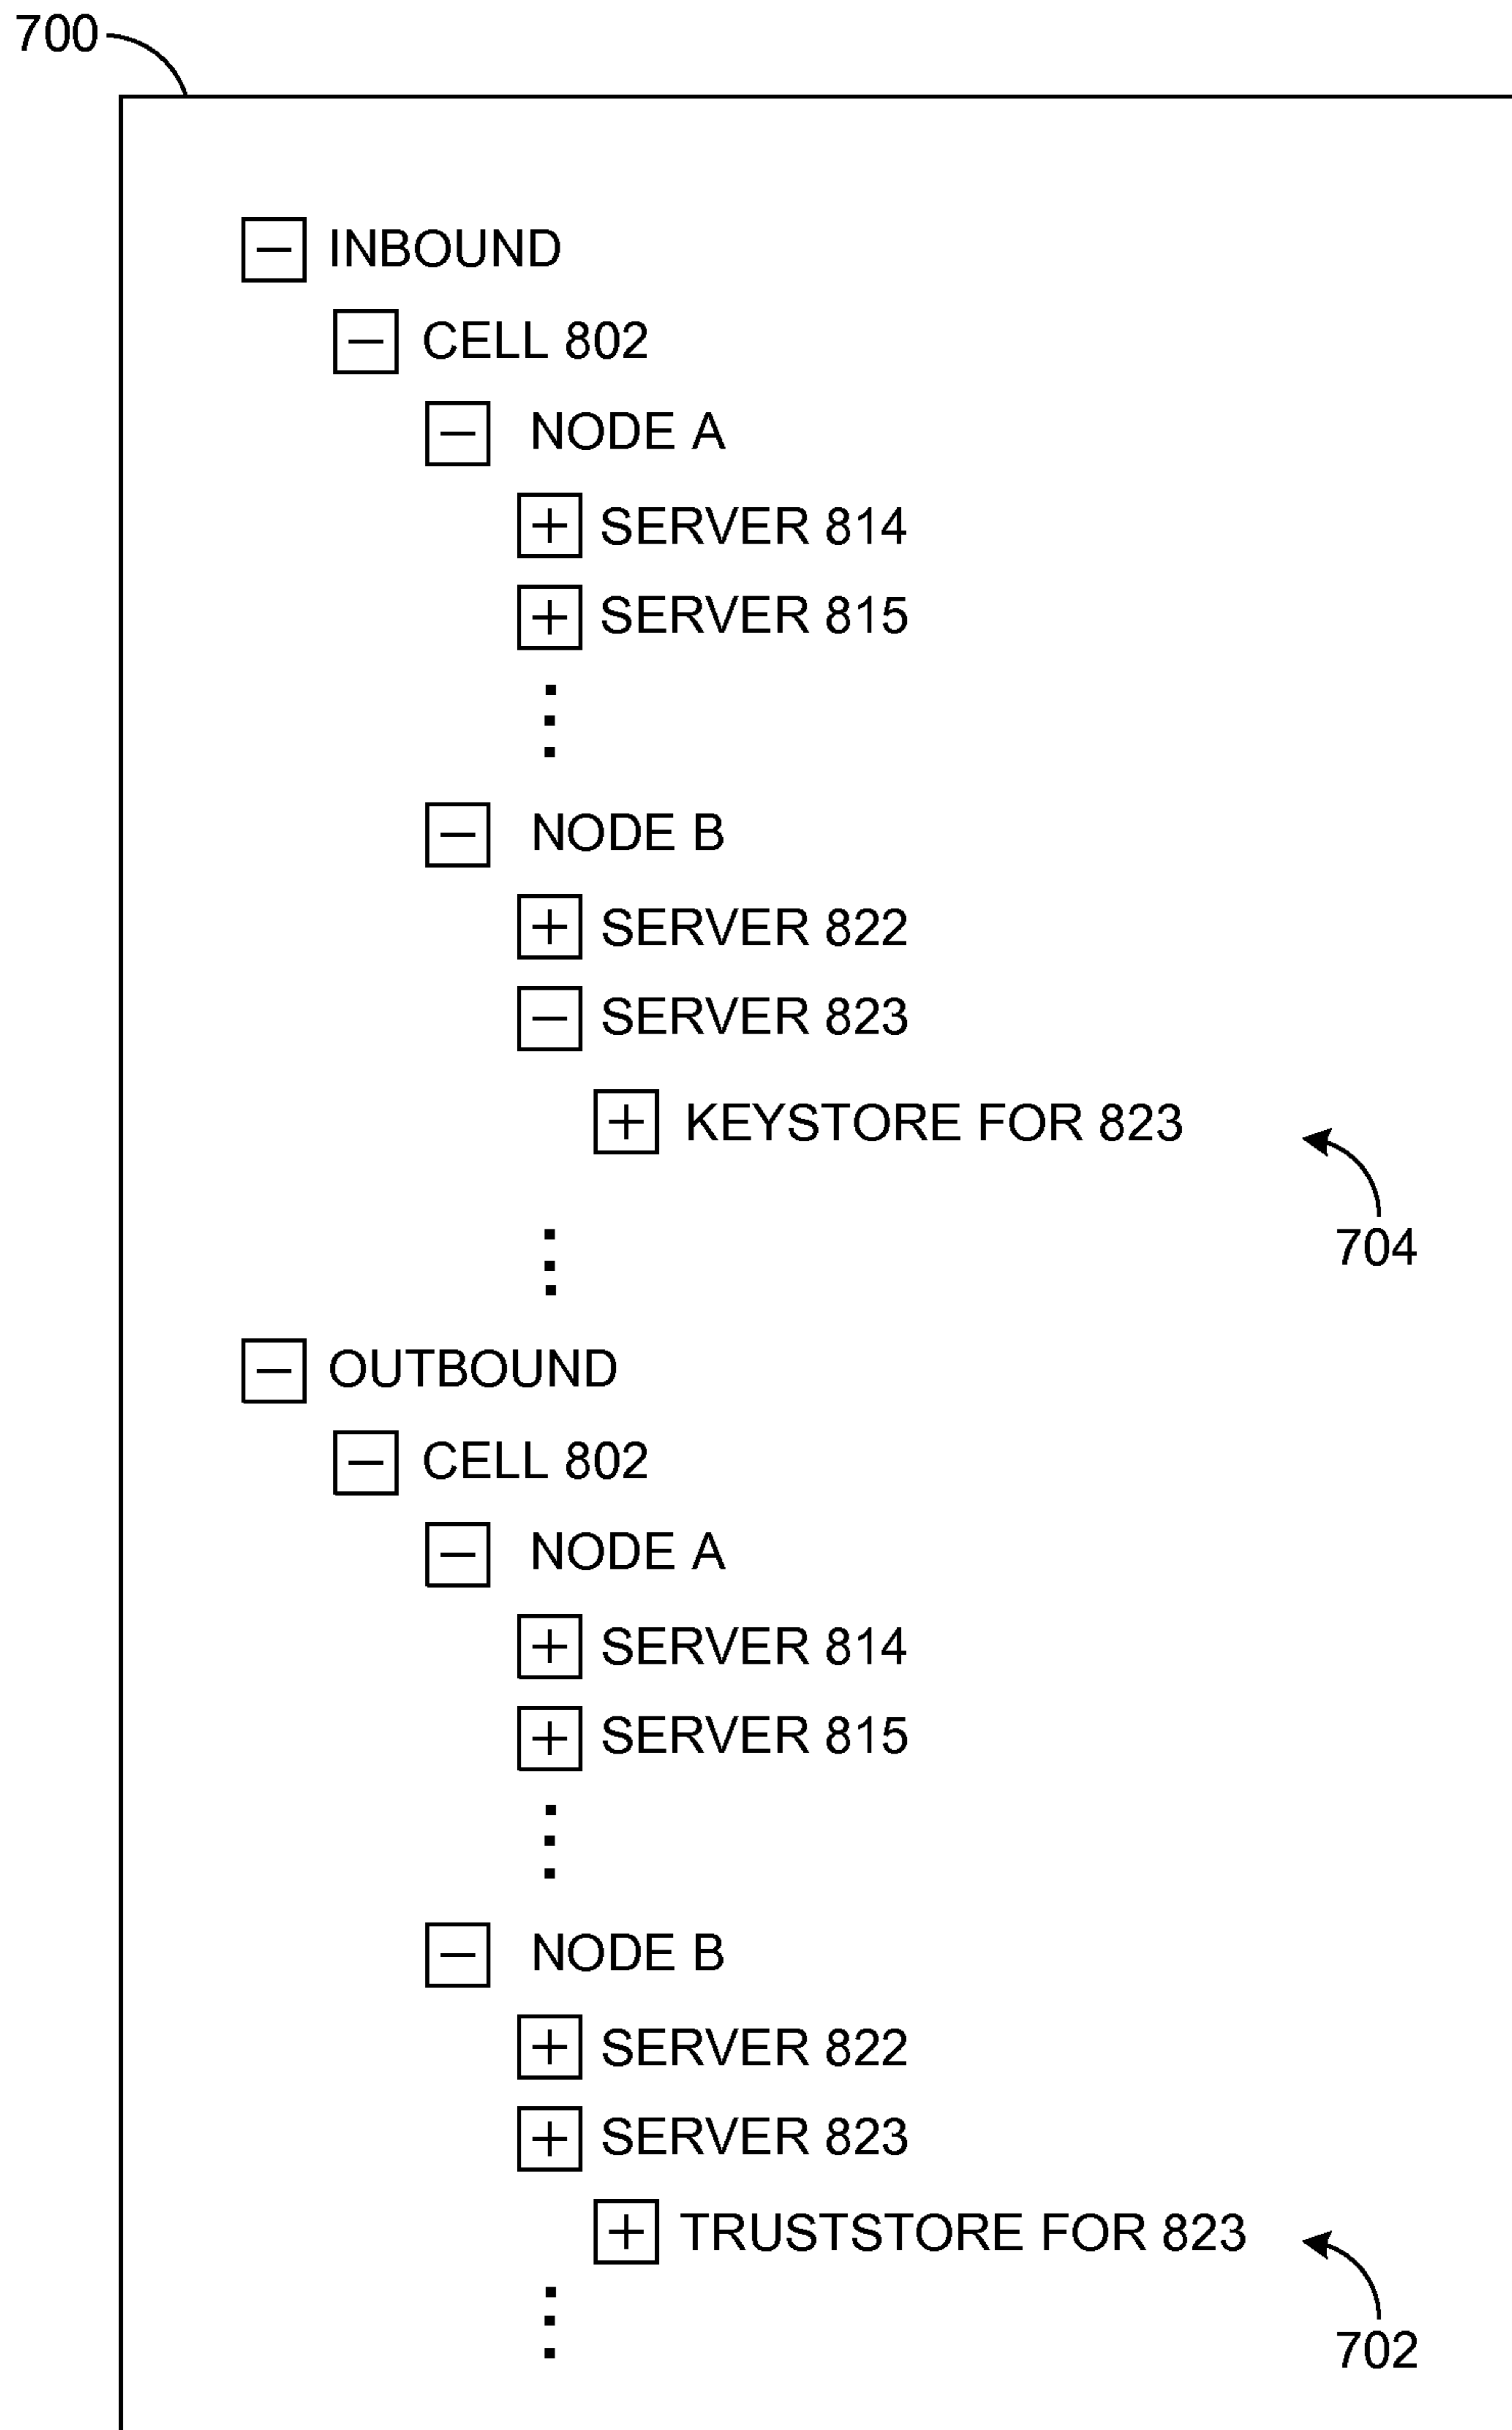 700
INBOUND
CELL 802
NODE A
SERVER 814
SERVER 815
NODE B
SERVER 822
SERVER 823
KEYSTORE FOR 823
704
OUTBOUND
CELL 802
NODE A
SERVER 814
SERVER 815
NODE B
SERVER 822
SERVER 823
TRUSTSTORE FOR 823
702